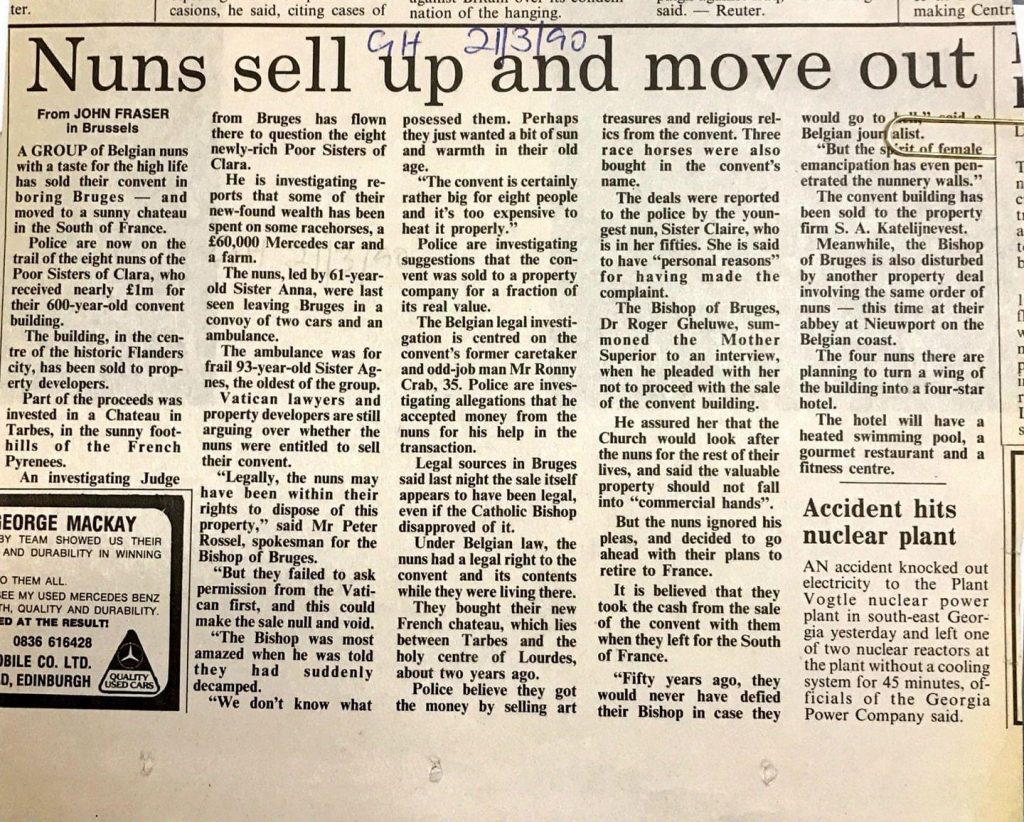 ter.
casions, he said, citing cases of
nation of the hanging.
said. — Reuter.
making Centr
GH 21/3/90
Nuns sell up and move out
From JOHN FRASER
in Brussels
A GROUP of Belgian nuns
with a taste for the high life
has sold their convent in
boring Bruges — and
moved to a sunny chateau
in the South of France.
Police are now on the
trail of the eight nuns of the
Poor Sisters of Clara, who
received nearly £1m for
their 600-year-old convent
building.
The building, in the cen-
tre of the historic Flanders
city, has been sold to prop-
erty developers.
Part of the proceeds was
invested in a Chateau in
Tarbes, in the sunny foot-
hills of the French
Pyrenees.
An investigating Judge
from Bruges has flown
there to question the eight
newly-rich Poor Sisters of
Clara.
He is investigating re-
ports that some of their
new-found wealth has been
spent on some racehorses, a
£60,000 Mercedes car and
a farm.
The nuns, led by 61-year-
old Sister Anna, were last
seen leaving Bruges in a
convoy of two cars and an
ambulance.
The ambulance was for
frail 93-year-old Sister Ag-
nes, the oldest of the group.
Vatican lawyers and
property developers are still
arguing over whether the
nuns were entitled to sell
their convent.
“Legally, the nuns may
have been within their
rights to dispose of this
property,” said Mr Peter
Rossel, spokesman for the
Bishop of Bruges.
“But they failed to ask
permission from the Vati-
can first, and this could
make the sale null and void.
“The Bishop was most
amazed when he was told
they had suddenly
decamped.
“We don’t know what
posessed them. Perhaps
they just wanted a bit of sun
and warmth in their old
age.
“The convent is certainly
rather big for eight people
and it’s too expensive to
heat it properly.”
Police are investigating
suggestions that the con-
vent was sold to a property
company for a fraction of
its real value.
The Belgian legal investi-
gation is centred on the
convent’s former caretaker
and odd-job man Mr Ronny
Crab, 35. Police are inves-
tigating allegations that he
accepted money from the
nuns for his help in the
transaction.
Legal sources in Bruges
said last night the sale itself
appears to have been legal,
even if the Catholic Bishop
disapproved of it.
Under Belgian law, the
nuns had a legal right to the
convent and its contents
while they were living there.
They bought their new
French chateau, which lies
between Tarbes and the
holy centre of Lourdes,
about two years ago.
Police believe they got
the money by selling art
treasures and religious rel-
ics from the convent. Three
race horses were also
bought in the convent’s
name.
The deals were reported
to the police by the youn-
gest nun, Sister Claire, who
is in her fifties. She is said
to have “personal reasons”
for having made the
complaint.
The Bishop of Bruges,
Dr Roger Gheluwe, sum-
moned the Mother
Superior to an interview,
when he pleaded with her
not to proceed with the sale
of the convent building.
He assured her that the
Church would look after
the nuns for the rest of their
lives, and said the valuable
property should not fall
into “commercial hands”.
But the nuns ignored his
pleas, and decided to go
ahead with their plans to
retire to France.
It is believed that they
took the cash from the sale
of the convent with them
when they left for the South
of France.
“Fifty years ago, they
would never have defied
their Bishop in case they
would go to hell,” said a
Belgian journalist.
“But the spirit of female
emancipation has even pen-
etrated the nunnery walls.”
The convent building has
been sold to the property
firm S. A. Katelijnevest.
Meanwhile, the Bishop
of Bruges is also disturbed
by another property deal
involving the same order of
nuns — this time at their
abbey at Nieuwport on the
Belgian coast.
The four nuns there are
planning to turn a wing of
the building into a four-star
hotel.
The hotel will have a
heated swimming pool, a
gourmet restaurant and a
fitness centre.
Accident hits
nuclear plant
AN accident knocked out
electricity to the Plant
Vogtle nuclear power
plant in south-east Geor-
gia yesterday and left one
of two nuclear reactors at
the plant without a cooling
system for 45 minutes, of-
ficials of the Georgia
Power Company said.
GEORGE MACKAY
BY TEAM SHOWED US THEIR
AND DURABILITY IN WINNING
O THEM ALL.
SEE MY USED MERCEDES BENZ
TH, QUALITY AND DURABILITY.
ED AT THE RESULT!
0836 616428
OBILE CO. LTD.
D, EDINBURGH
QUALITY
USED CARS